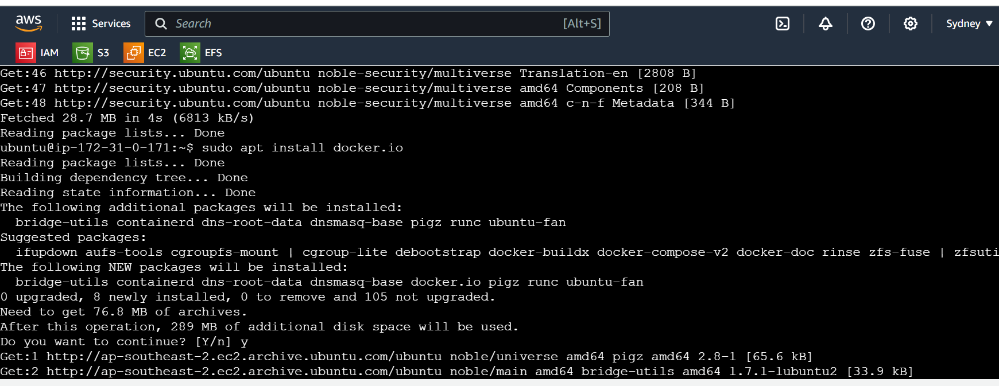 aws Services Search [Alt+S] Sydney
IAM S3 EC2 EFS
Get:46 http://security.ubuntu.com/ubuntu noble-security/multiverse Translation-en [2808 B]
Get:47 http://security.ubuntu.com/ubuntu noble-security/multiverse amd64 Components [208 B]
Get:48 http://security.ubuntu.com/ubuntu noble-security/multiverse amd64 c-n-f Metadata [344 B]
Fetched 28.7 MB in 4s (6813 kB/s)
Reading package lists... Done
ubuntu@ip-172-31-0-171:~$ sudo apt install docker.io
Reading package lists... Done
Building dependency tree... Done
Reading state information... Done
The following additional packages will be installed:
  bridge-utils containerd dns-root-data dnsmasq-base pigz runc ubuntu-fan
Suggested packages:
  ifupdown aufs-tools cgroupfs-mount | cgroup-lite debootstrap docker-buildx docker-compose-v2 docker-doc rinse zfs-fuse | zfsuti
The following NEW packages will be installed:
  bridge-utils containerd dns-root-data dnsmasq-base docker.io pigz runc ubuntu-fan
0 upgraded, 8 newly installed, 0 to remove and 105 not upgraded.
Need to get 76.8 MB of archives.
After this operation, 289 MB of additional disk space will be used.
Do you want to continue? [Y/n] y
Get:1 http://ap-southeast-2.ec2.archive.ubuntu.com/ubuntu noble/universe amd64 pigz amd64 2.8-1 [65.6 kB]
Get:2 http://ap-southeast-2.ec2.archive.ubuntu.com/ubuntu noble/main amd64 bridge-utils amd64 1.7.1-1ubuntu2 [33.9 kB]